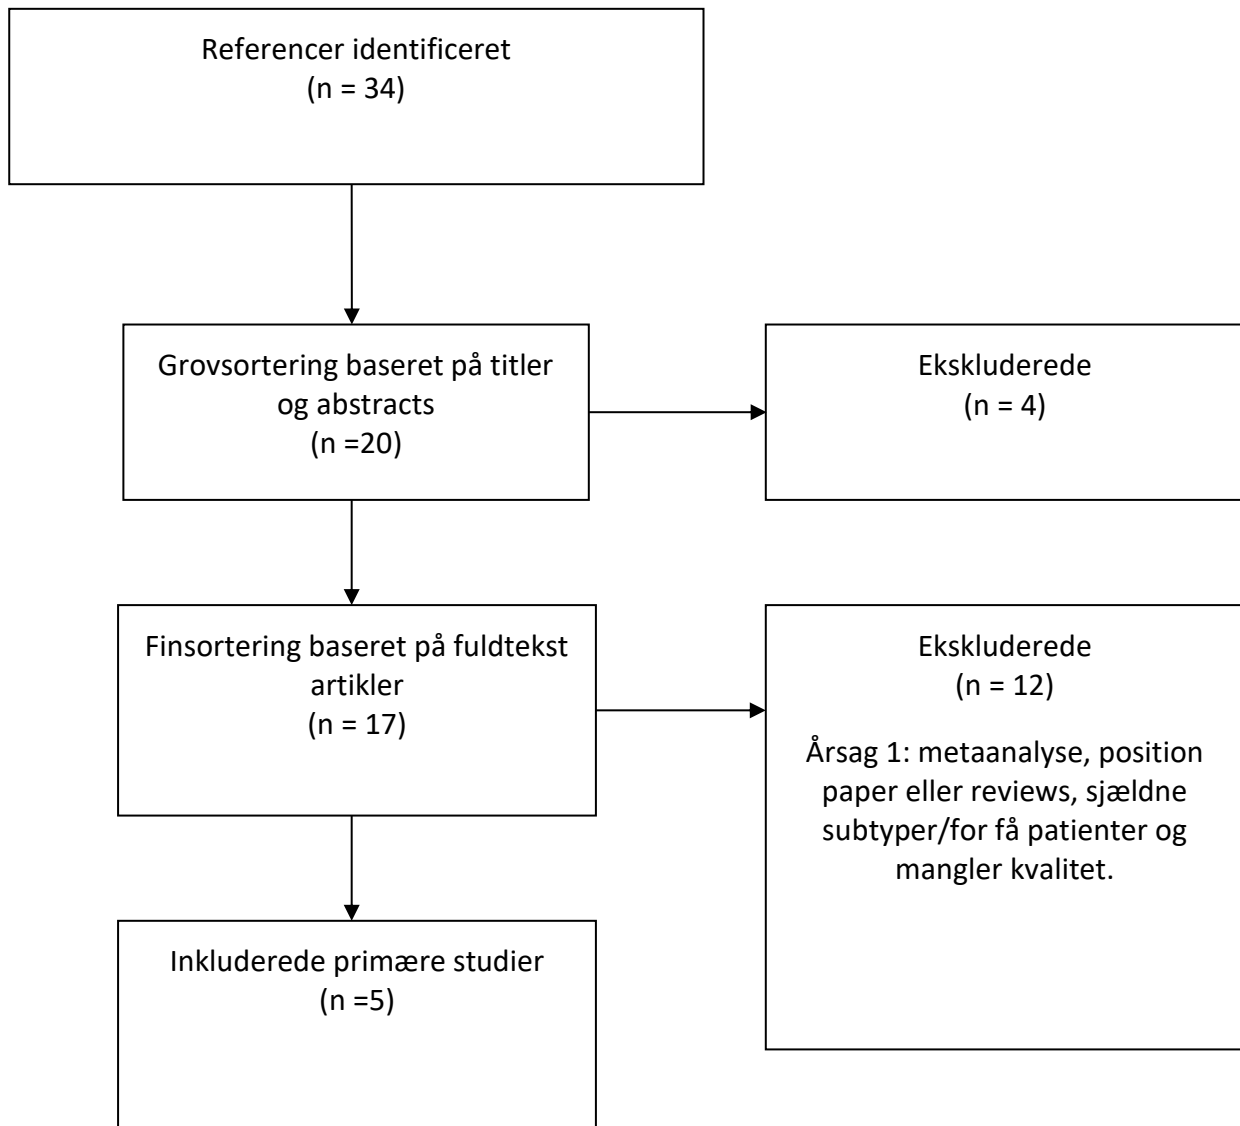 Referencer identificeret
(n = 34)
Grovsortering baseret på titler
og abstracts
(n =20)
Ekskluderede
(n = 4)
Finsortering baseret på fuldtekst
artikler
(n = 17)
Ekskluderede
(n = 12)
Årsag 1: metaanalyse, position
paper eller reviews, sjældne
subtyper/for få patienter og
mangler kvalitet.
Inkluderede primære studier
(n =5)